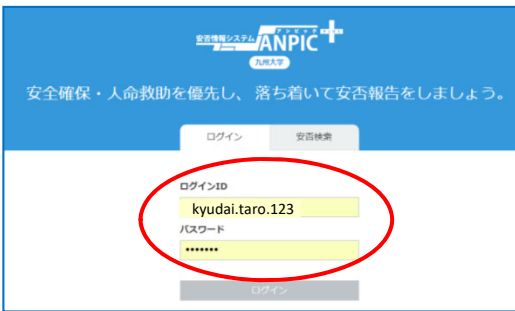 安否情報システム ANPIC
アンピック
九州大学
安全確保・人命救助を優先し、落ち着いて安否報告をしましょう。
ログイン 安否検索
ログインID
kyudai.taro.123
パスワード
•••••••
ログイン